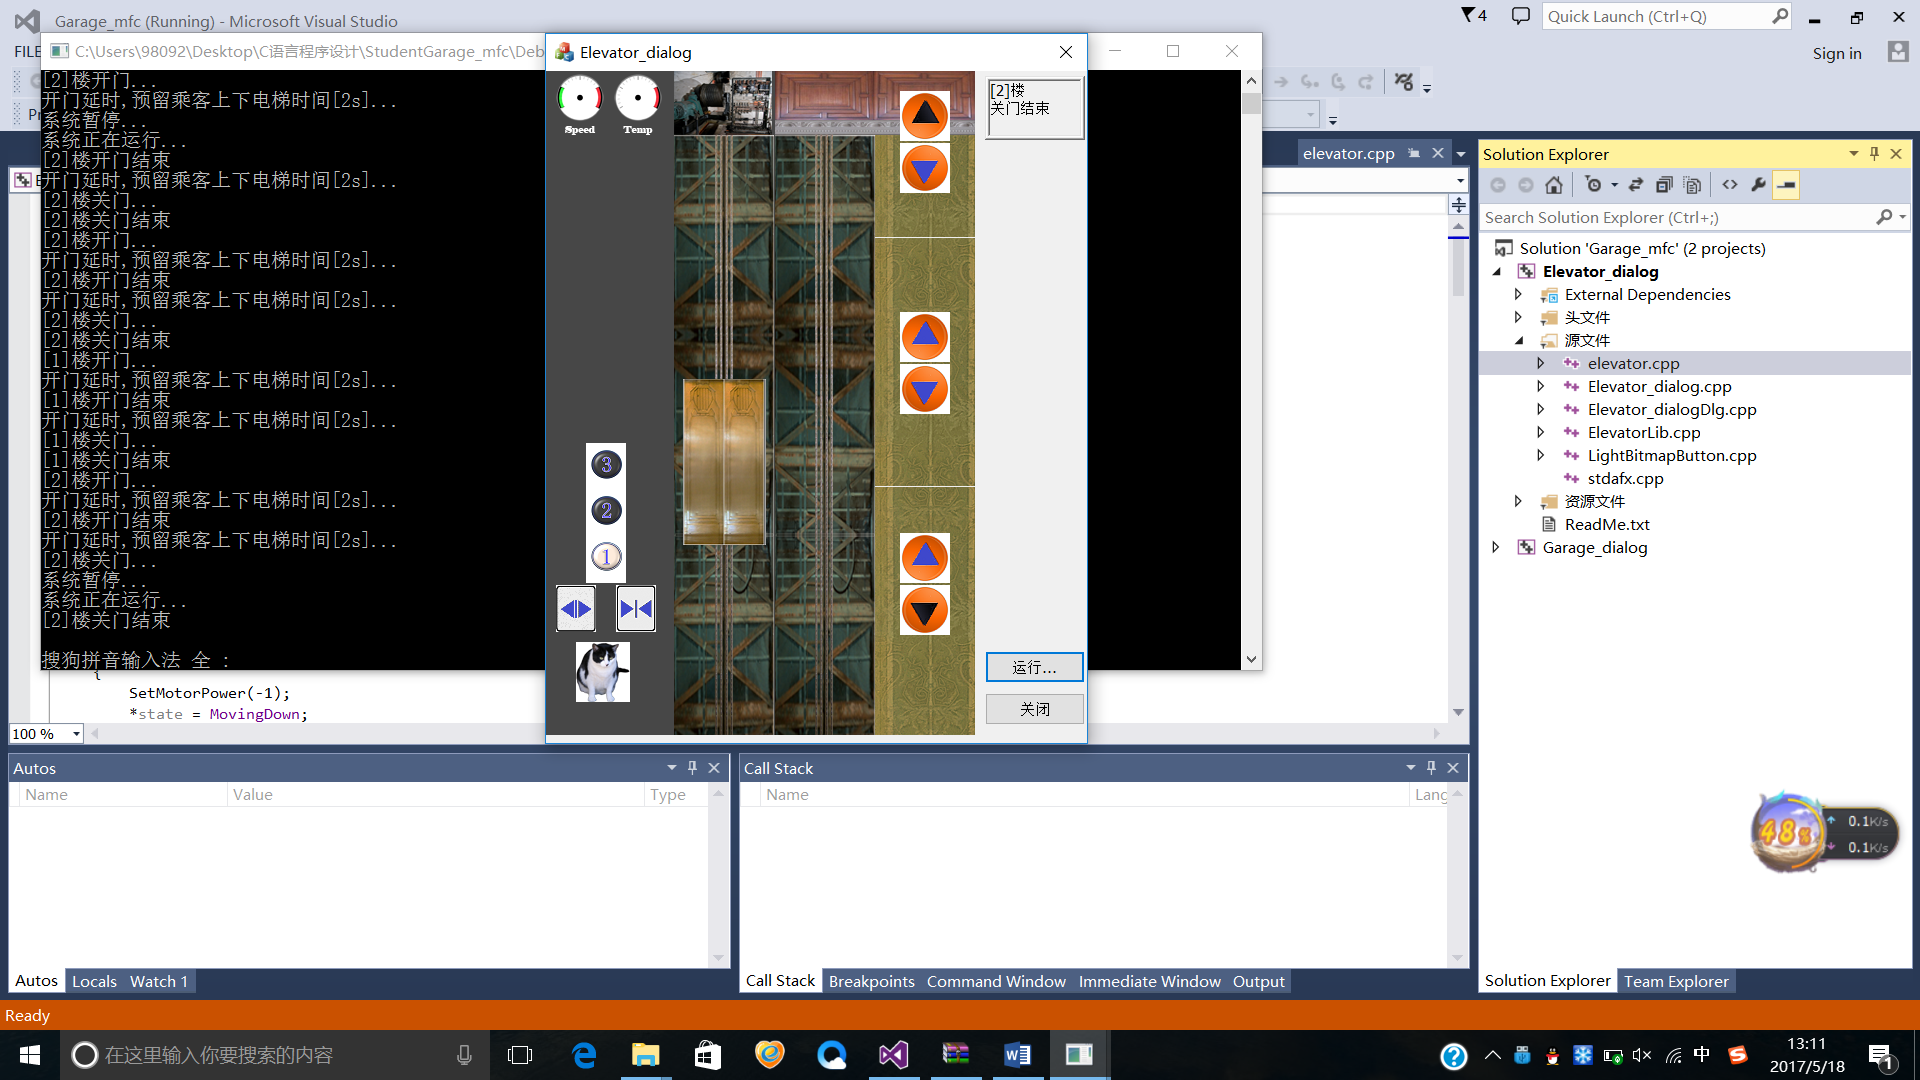 Garage_mfc (Running) - Microsoft Visual Studio
4
Quick Launch (Ctrl+Q)
FILE
Sign in
C:\Users\98092\Desktop\C语言程序设计\StudentGarage_mfc\Deb
[2]楼开门...
开门延时,预留乘客上下电梯时间[2s]...
系统暂停...
系统正在运行...
[2]楼开门结束
开门延时,预留乘客上下电梯时间[2s]...
[2]楼关门...
[2]楼关门结束
[2]楼开门...
开门延时,预留乘客上下电梯时间[2s]...
[2]楼开门结束
开门延时,预留乘客上下电梯时间[2s]...
[2]楼关门...
[2]楼关门结束
[1]楼开门...
开门延时,预留乘客上下电梯时间[2s]...
[1]楼开门结束
开门延时,预留乘客上下电梯时间[2s]...
[1]楼关门...
[1]楼关门结束
[2]楼开门...
开门延时,预留乘客上下电梯时间[2s]...
[2]楼开门结束
开门延时,预留乘客上下电梯时间[2s]...
[2]楼关门...
系统暂停...
系统正在运行...
[2]楼关门结束
搜狗拼音输入法 全 :
Elevator_dialog
Speed
Temp
3
2
1
[2]楼
关门结束
运行...
关闭
elevator.cpp
{
SetMotorPower(-1);
*state = MovingDown;
100 %
Solution Explorer
Search Solution Explorer (Ctrl+;)
Solution 'Garage_mfc' (2 projects)
Elevator_dialog
External Dependencies
头文件
源文件
elevator.cpp
Elevator_dialog.cpp
Elevator_dialogDlg.cpp
ElevatorLib.cpp
LightBitmapButton.cpp
stdafx.cpp
资源文件
ReadMe.txt
Garage_dialog
48%
0.1K/s
0.1K/s
Autos
Name
Value
Type
Call Stack
Name
Lang
Autos
Locals
Watch 1
Call Stack
Breakpoints
Command Window
Immediate Window
Output
Solution Explorer
Team Explorer
Ready
在这里输入你要搜索的内容
中
13:11
2017/5/18
1